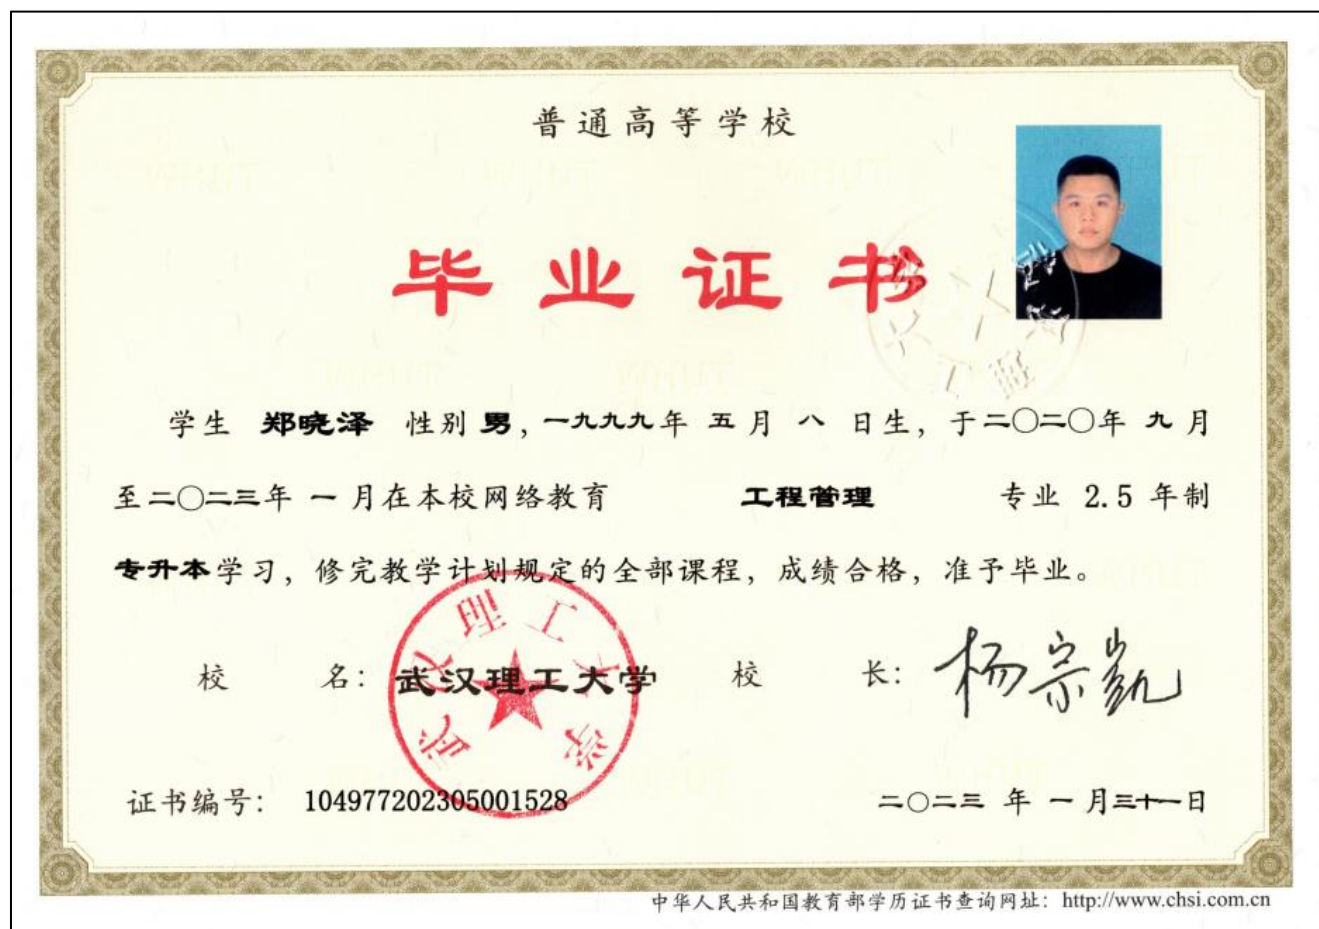 普通高等学校
毕业证书
学生 郑晓泽 性别 男，一九九九年 五 月 八 日生，于二〇二〇年 九 月
至二〇二三年 一 月在本校网络教育 工程管理 专业 2.5 年制
专升本学习，修完教学计划规定的全部课程，成绩合格，准予毕业。
校 名：武汉理工大学 校 长：杨宗凯
武汉理工大学
证书编号： 104977202305001528 二〇二三 年 一 月三十一日
中华人民共和国教育部学历证书查询网址：http://www.chsi.com.cn